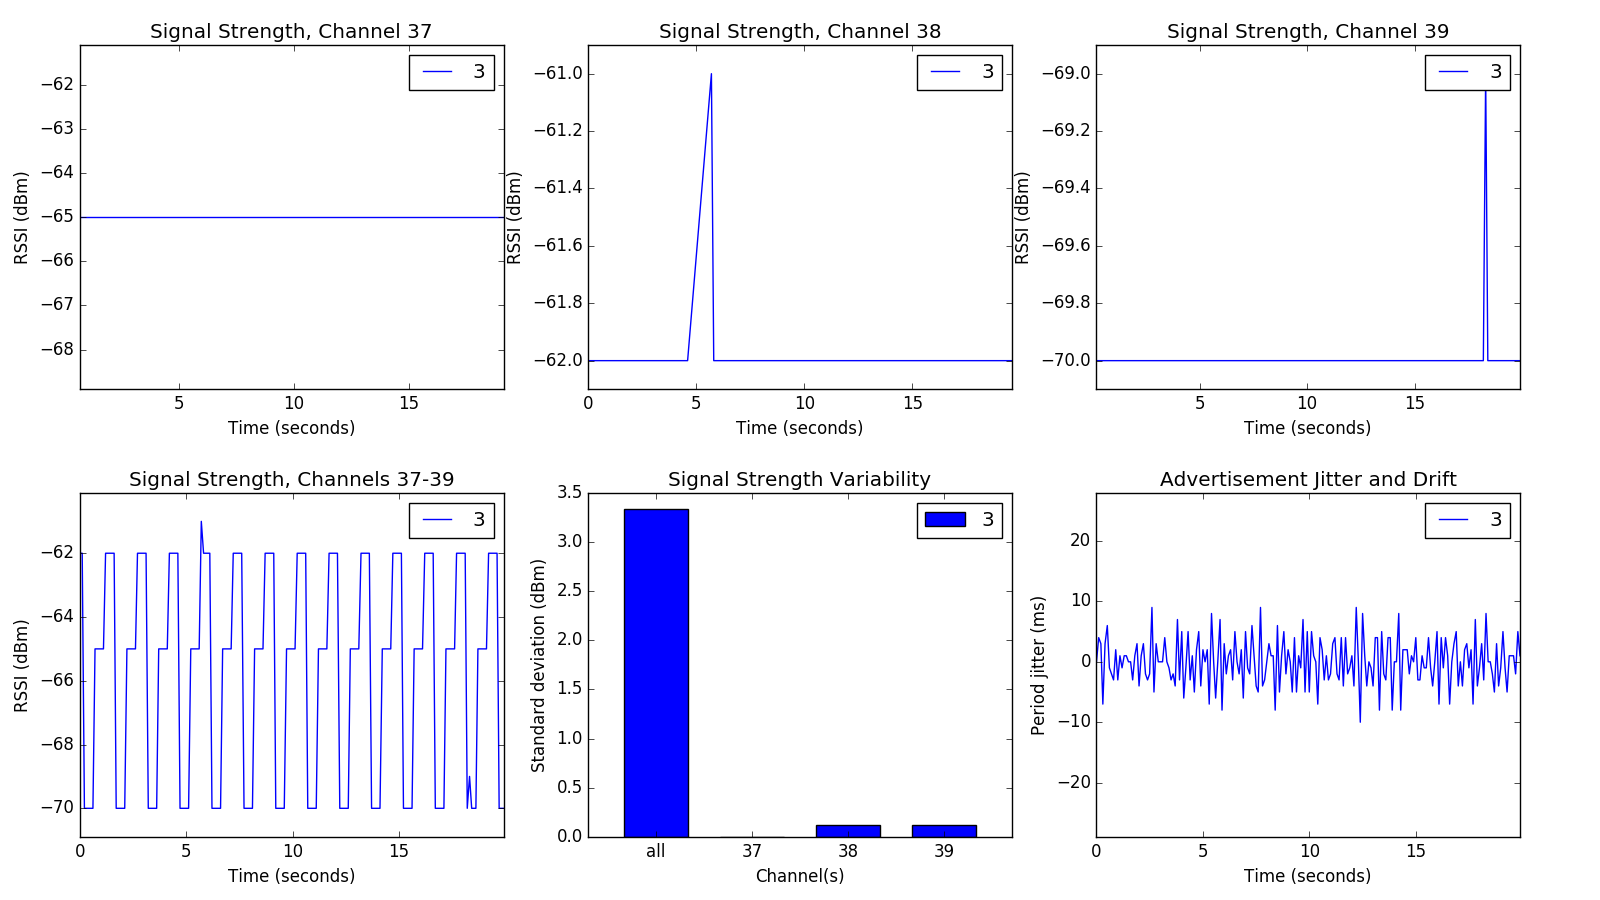 Signal Strength, Channel 37
3
RSSI (dBm)
−62
−63
−64
−65
−66
−67
−68
5 10 15
Time (seconds)
Signal Strength, Channel 38
3
RSSI (dBm)
−61.0
−61.2
−61.4
−61.6
−61.8
−62.0
0 5 10 15
Time (seconds)
Signal Strength, Channel 39
3
RSSI (dBm)
−69.0
−69.2
−69.4
−69.6
−69.8
−70.0
5 10 15
Time (seconds)
Signal Strength, Channels 37-39
3
RSSI (dBm)
−62
−64
−66
−68
−70
0 5 10 15
Time (seconds)
Signal Strength Variability
3
Standard deviation (dBm)
3.5
3.0
2.5
2.0
1.5
1.0
0.5
0.0
all 37 38 39
Channel(s)
Advertisement Jitter and Drift
3
Period jitter (ms)
20
10
0
−10
−20
0 5 10 15
Time (seconds)